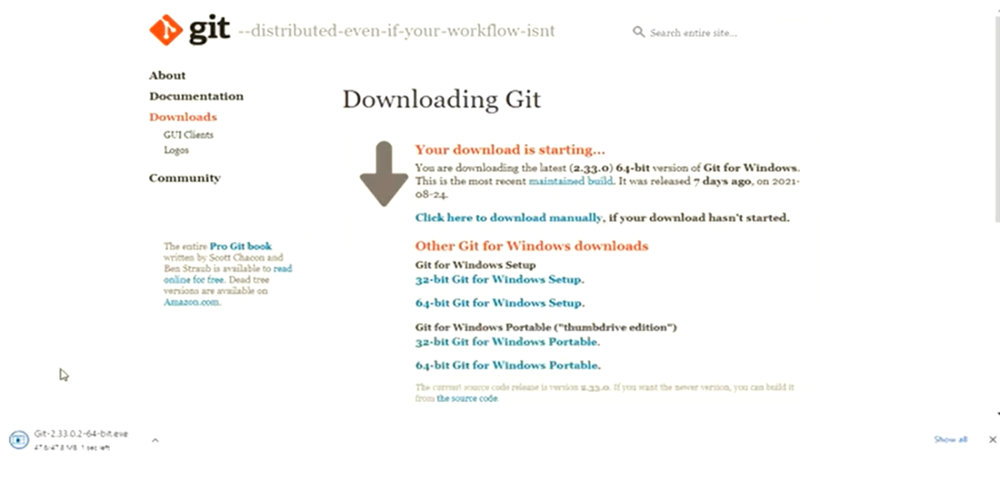 git --distributed-even-if-your-workflow-isnt
Search entire site...
About
Documentation
Downloads
GUI Clients
Logos
Community
The entire Pro Git book
written by Scott Chacon and
Ben Straub is available to read
online for free. Dead tree
versions are available on
Amazon.com.
Downloading Git
Your download is starting...
You are downloading the latest (2.33.0) 64-bit version of Git for Windows.
This is the most recent maintained build. It was released 7 days ago, on 2021-
08-24.
Click here to download manually, if your download hasn't started.
Other Git for Windows downloads
Git for Windows Setup
32-bit Git for Windows Setup.
64-bit Git for Windows Setup.
Git for Windows Portable ("thumbdrive edition")
32-bit Git for Windows Portable.
64-bit Git for Windows Portable.
The current source code release is version 2.33.0. If you want the newer version, you can build it
from the source code.
Git-2.33.0.2-64-bit.exe
47.6/47.8 MB, 1 sec left
Show all